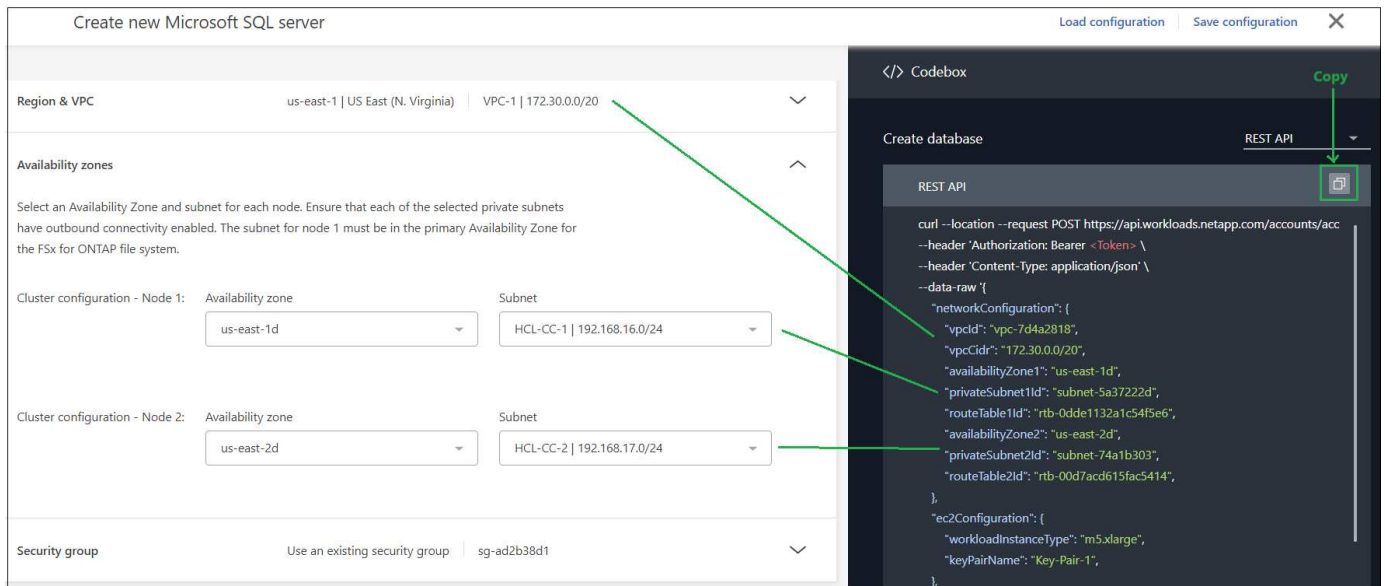 Create new Microsoft SQL server
Load configuration
Save configuration
</> Codebox
Copy
Region & VPC
us-east-1 | US East (N. Virginia)
VPC-1 | 172.30.0.0/20
Availability zones
Select an Availability Zone and subnet for each node. Ensure that each of the selected private subnets
have outbound connectivity enabled. The subnet for node 1 must be in the primary Availability Zone for
the FSx for ONTAP file system.
Cluster configuration - Node 1:
Availability zone
Subnet
us-east-1d
HCL-CC-1 | 192.168.16.0/24
Cluster configuration - Node 2:
Availability zone
Subnet
us-east-2d
HCL-CC-2 | 192.168.17.0/24
Security group
Use an existing security group
sg-ad2b38d1
Create database
REST API
REST API
curl --location --request POST https://api.workloads.netapp.com/accounts/acc
--header 'Authorization: Bearer <Token> \
--header 'Content-Type: application/json' \
--data-raw '{
"networkConfiguration": {
"vpcId": "vpc-7d4a2818",
"vpcCidr": "172.30.0.0/20",
"availabilityZone1": "us-east-1d",
"privateSubnet1Id": "subnet-5a37222d",
"routeTable1Id": "rtb-0dde1132a1c54f5e6",
"availabilityZone2": "us-east-2d",
"privateSubnet2Id": "subnet-74a1b303",
"routeTable2Id": "rtb-00d7acd615fac5414",
},
"ec2Configuration": {
"workloadInstanceType": "m5.xlarge",
"keyPairName": "Key-Pair-1",
},